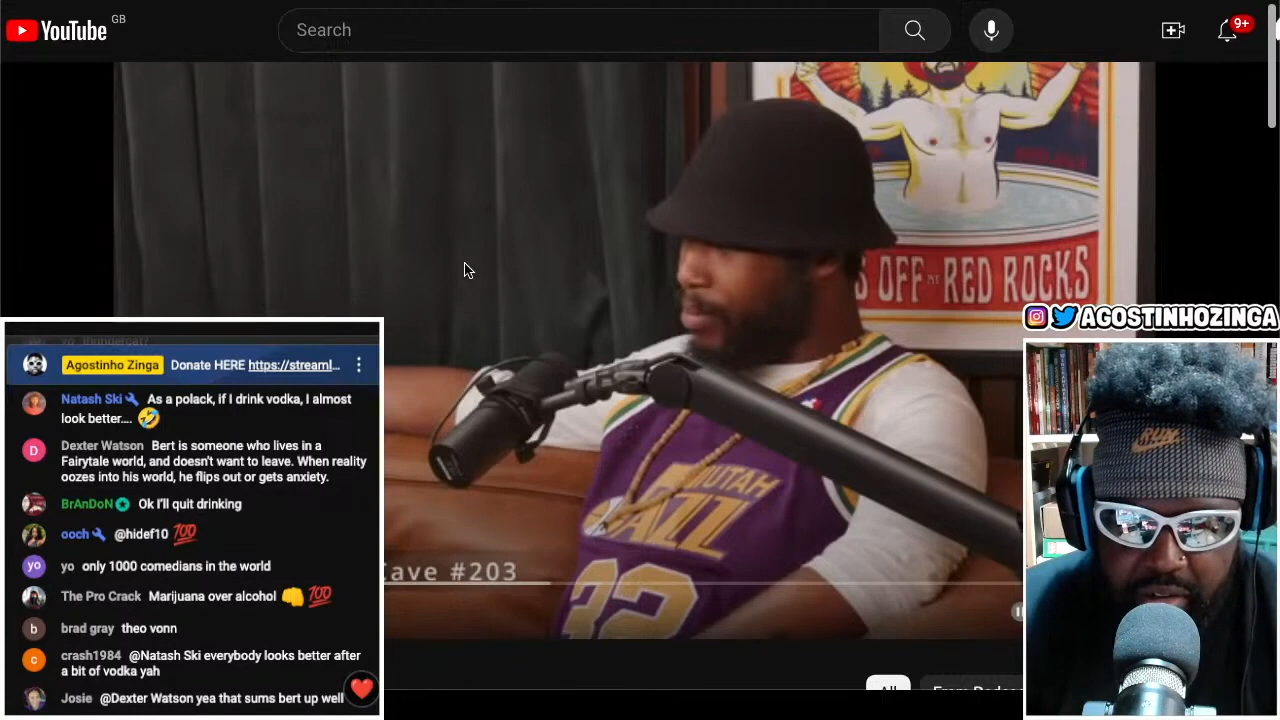 YouTube
GB
Search
9+
S OFF AT RED ROCKS
AGOSTINHOZINGA
Agostinho Zinga Donate HERE https://streaml...
Natash Ski As a polack, if I drink vodka, I almost
look better....
Dexter Watson Bert is someone who lives in a
Fairytale world, and doesn't want to leave. When reality
oozes into his world, he flips out or gets anxiety.
BrAnDoN Ok I'll quit drinking
ooch @hidef10 💯
yo only 1000 comedians in the world
The Pro Crack Marijuana over alcohol 💯
brad gray theo vonn
crash1984 @Natash Ski everybody looks better after
a bit of vodka yah
Josie @Dexter Watson yea that sums bert up well
UTAH
JAZZ
32
Cave #203
All
From
RUN